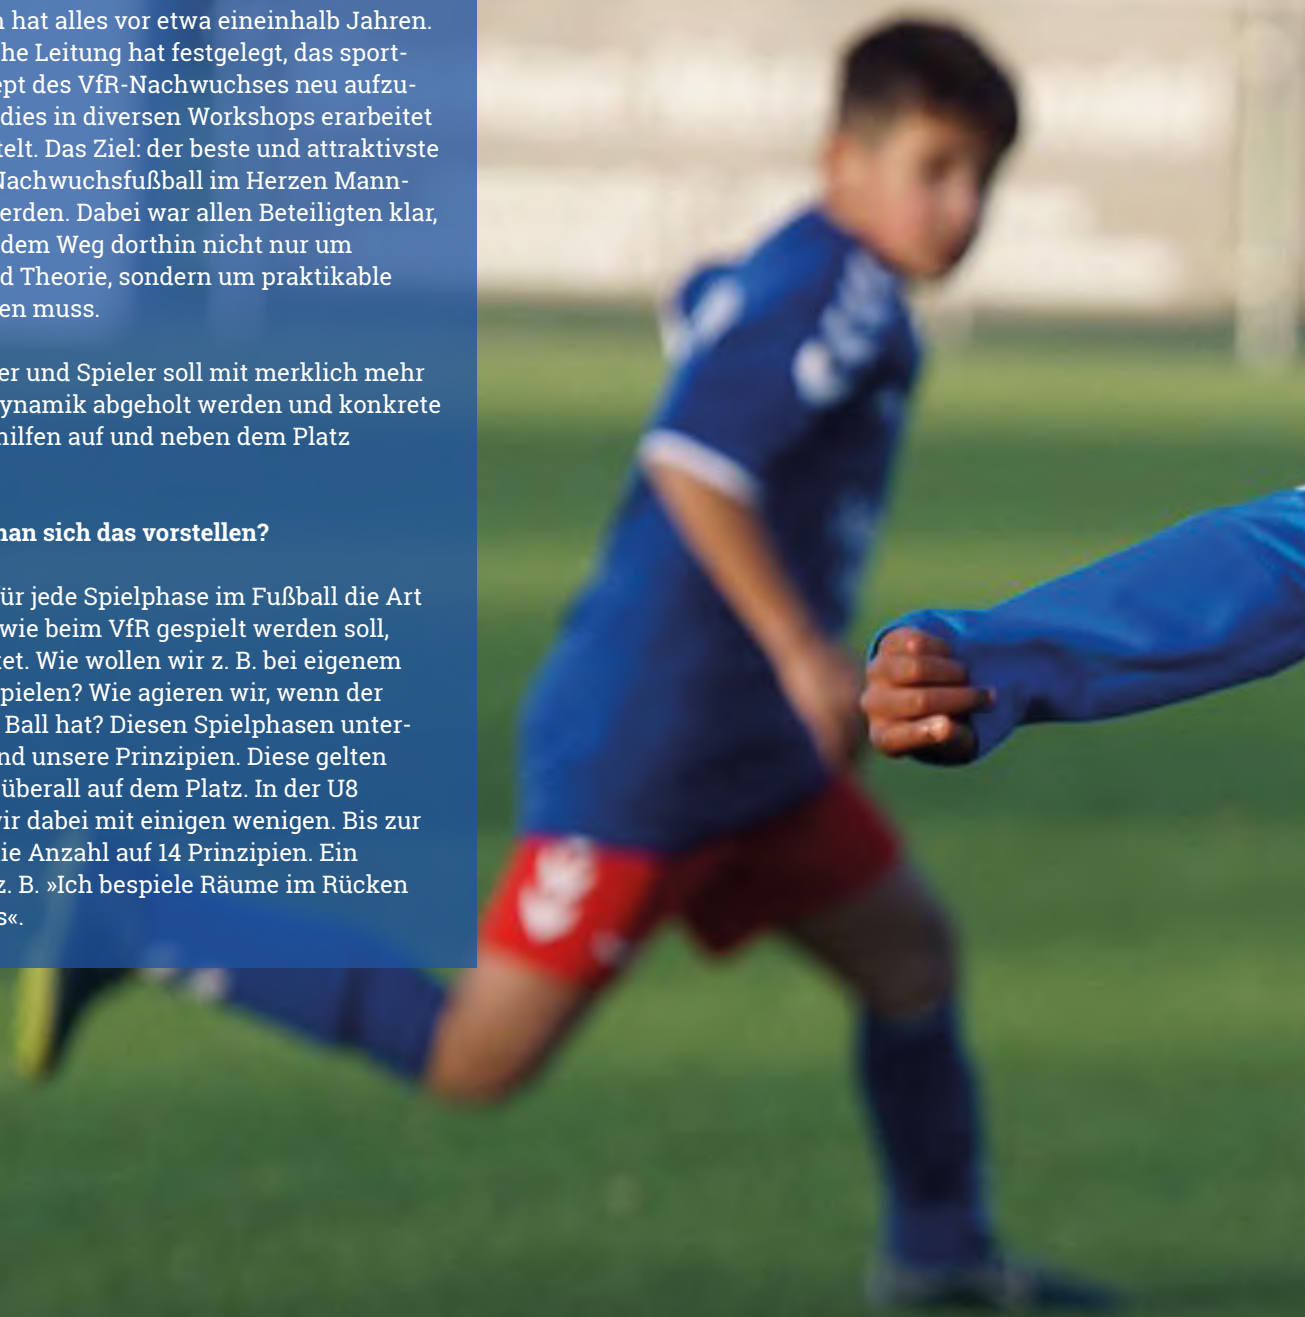 hat alles vor etwa eineinhalb Jahren.
he Leitung hat festgelegt, das sport-
ept des VfR-Nachwuchses neu aufzu-
dies in diversen Workshops erarbeitet
telt. Das Ziel: der beste und attraktivste
Nachwuchsfußball im Herzen Mann-
erden. Dabei war allen Beteiligten klar,
dem Weg dorthin nicht nur um
d Theorie, sondern um praktikable
en muss.
er und Spieler soll mit merklich mehr
ynamik abgeholt werden und konkrete
hilfen auf und neben dem Platz
man sich das vorstellen?
ür jede Spielphase im Fußball die Art
wie beim VfR gespielt werden soll,
tet. Wie wollen wir z. B. bei eigenem
spielen? Wie agieren wir, wenn der
Ball hat? Diesen Spielphasen unter-
nd unsere Prinzipien. Diese gelten
überall auf dem Platz. In der U8
wir dabei mit einigen wenigen. Bis zur
ie Anzahl auf 14 Prinzipien. Ein
z. B. »Ich bespiele Räume im Rücken
s«.